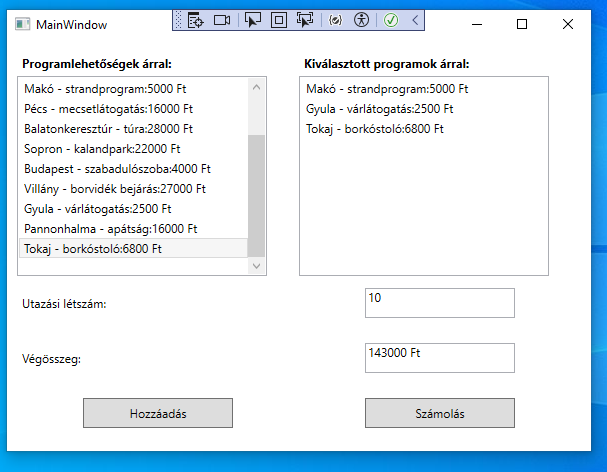 MainWindow
Programlehetőségek árral:
Makó - strandprogram:5000 Ft
Pécs - mecsetlátogatás:16000 Ft
Balatonkeresztúr - túra:28000 Ft
Sopron - kalandpark:22000 Ft
Budapest - szabadulószoba:4000 Ft
Villány - borvidék bejárás:27000 Ft
Gyula - várlátogatás:2500 Ft
Pannonhalma - apátság:16000 Ft
Tokaj - borkóstoló:6800 Ft
Kiválasztott programok árral:
Makó - strandprogram:5000 Ft
Gyula - várlátogatás:2500 Ft
Tokaj - borkóstoló:6800 Ft
Utazási létszám:
10
Végösszeg:
143000 Ft
Hozzáadás
Számolás